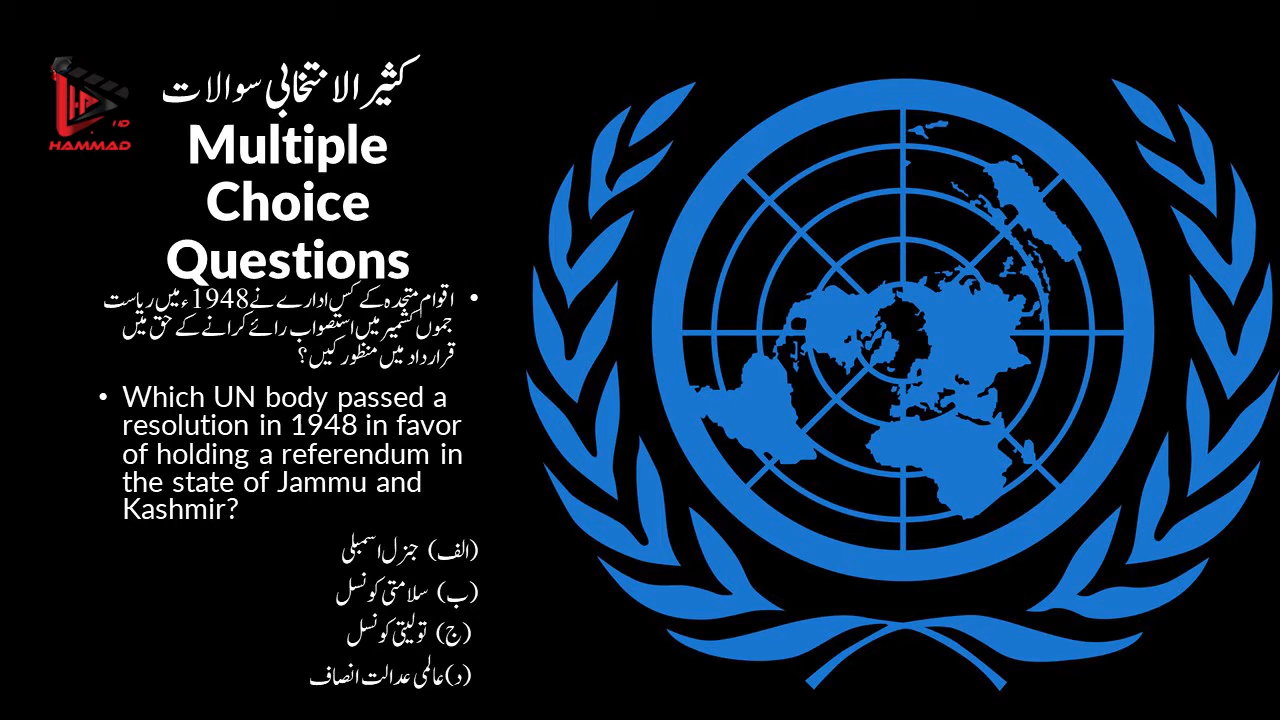 HAMMAD
کثیر الانتخابی سوالات
Multiple
Choice
Questions
• اقوام متحدہ کے کس ادارے نے 1948ء میں ریاست
جموں کشمیر میں استصواب رائے کرانے کے حق میں
قرار داد میں منظور کیں؟
• Which UN body passed a
resolution in 1948 in favor
of holding a referendum in
the state of Jammu and
Kashmir?
(الف) جنرل اسمبلی
(ب) سلامتی کونسل
(ج) تولیتی کونسل
(د)عالمی عدالت انصاف